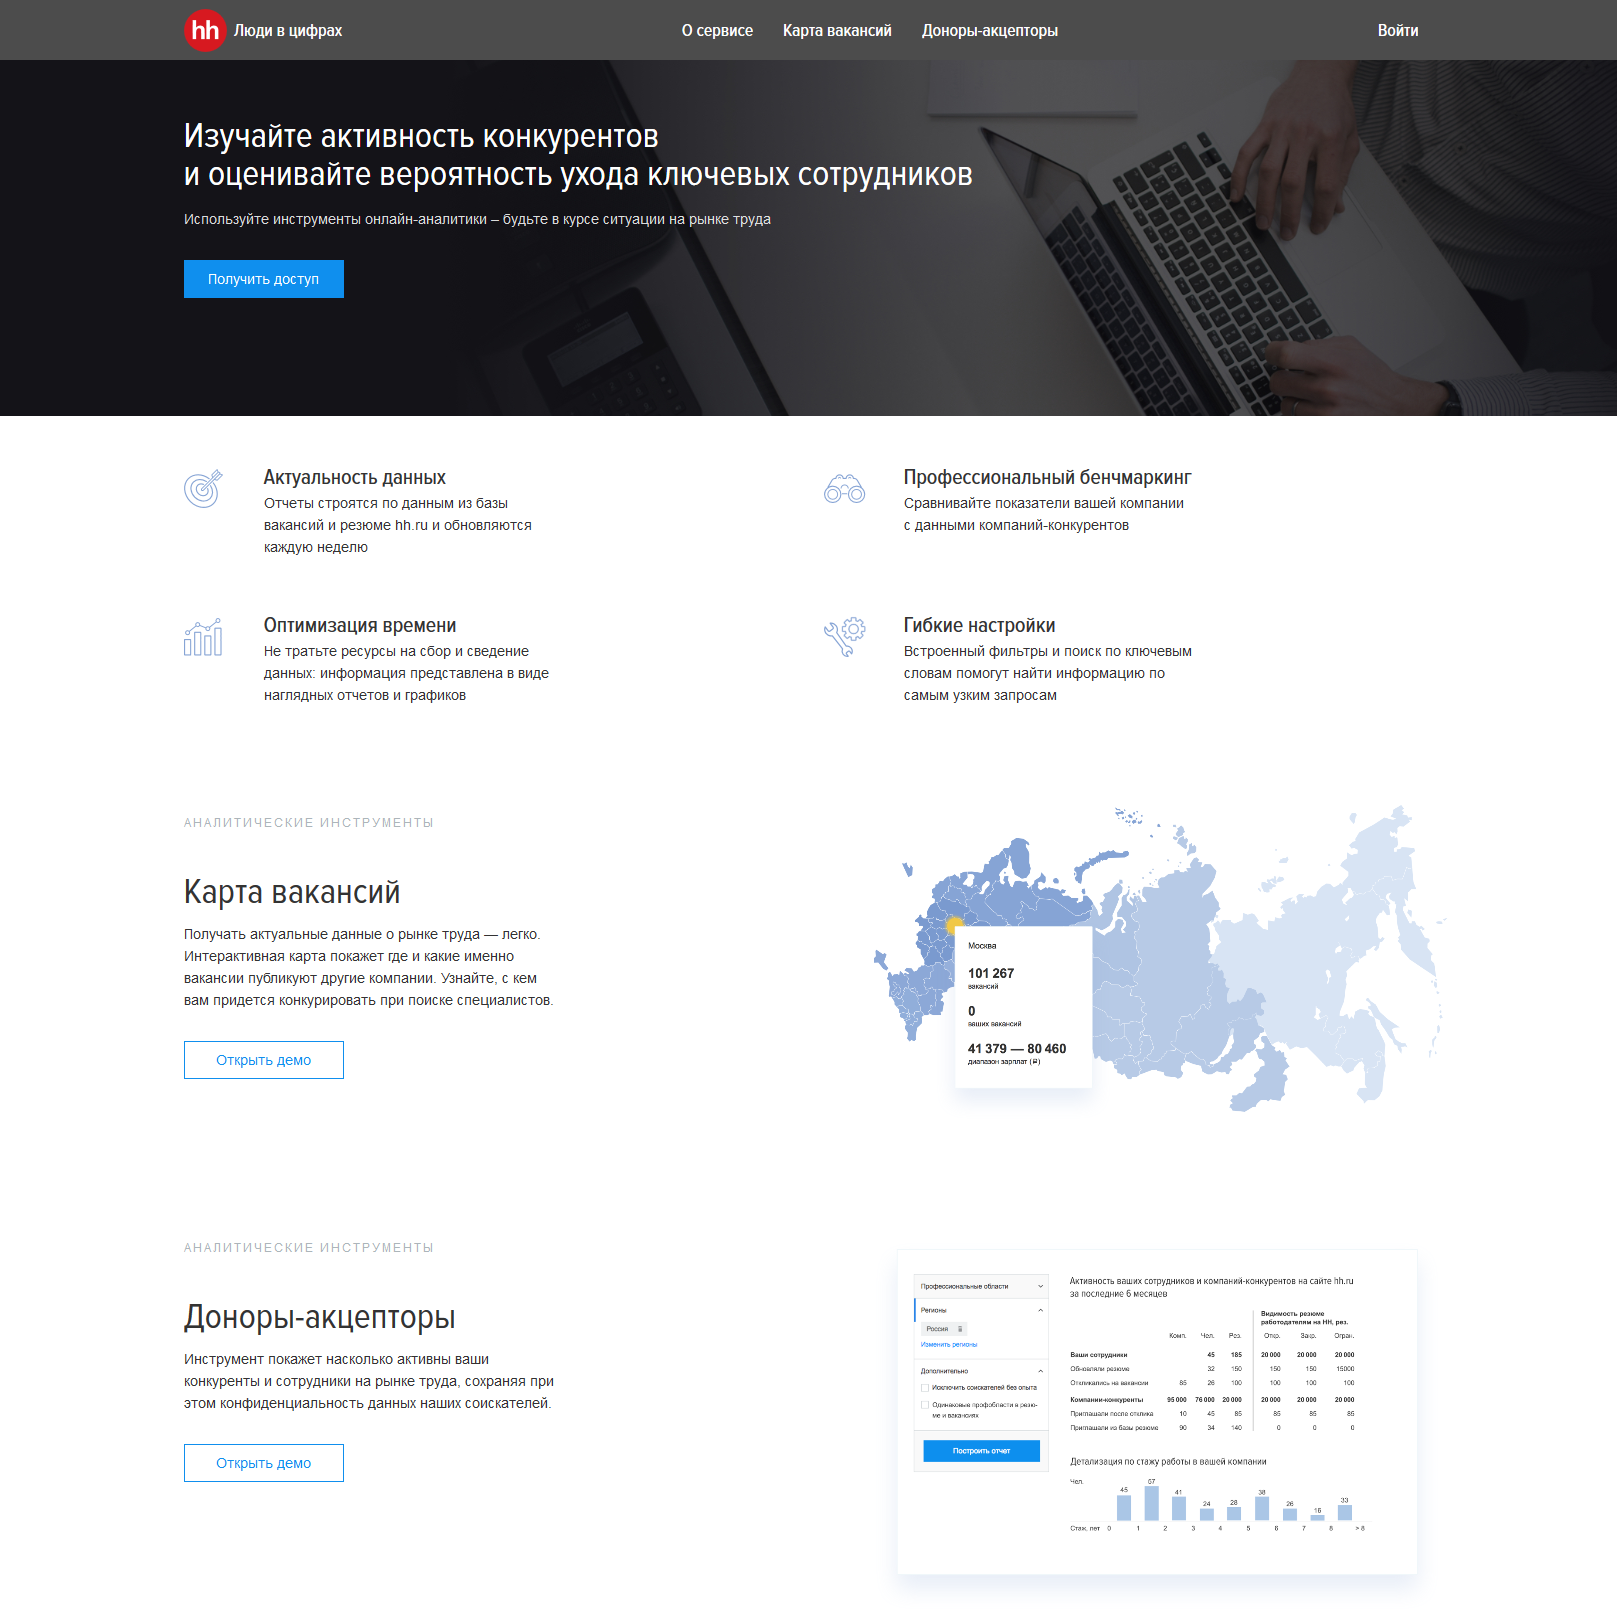 hh Люди в цифрах
О сервисе Карта вакансий Доноры-акцепторы
Войти
Изучайте активность конкурентов
и оценивайте вероятность ухода ключевых сотрудников
Используйте инструменты онлайн-аналитики – будьте в курсе ситуации на рынке труда
Получить доступ
Актуальность данных
Отчеты строятся по данным из базы
вакансий и резюме hh.ru и обновляются
каждую неделю
Профессиональный бенчмаркинг
Сравнивайте показатели вашей компании
с данными компаний-конкурентов
Оптимизация времени
Не тратьте ресурсы на сбор и сведение
данных: информация представлена в виде
наглядных отчетов и графиков
Гибкие настройки
Встроенный фильтры и поиск по ключевым
словам помогут найти информацию по
самым узким запросам
АНАЛИТИЧЕСКИЕ ИНСТРУМЕНТЫ
Карта вакансий
Получать актуальные данные о рынке труда — легко.
Интерактивная карта покажет где и какие именно
вакансии публикуют другие компании. Узнайте, с кем
вам придется конкурировать при поиске специалистов.
Открыть демо
Москва
101 267
вакансий
0
ваших вакансий
41 379 — 80 460
диапазон зарплат (₽)
АНАЛИТИЧЕСКИЕ ИНСТРУМЕНТЫ
Доноры-акцепторы
Инструмент покажет насколько активны ваши
конкуренты и сотрудники на рынке труда, сохраняя при
этом конфиденциальность данных наших соискателей.
Открыть демо
Профессиональные области
Регионы
Россия
Изменить регионы
Дополнительно
Исключить соискателей без опыта
Одинаковые профобласти в резю-
ме и вакансиях
Построить отчет
Активность ваших сотрудников и компаний-конкурентов на сайте hh.ru
за последние 6 месяцев
Видимость резюме
работодателям на HH, рез.
Комп. Чел. Рез. Откр. Закр. Огран.
Ваши сотрудники 45 185 20 000 20 000 20 000
Обновляли резюме 32 150 150 150 15000
Откликались на вакансии 85 26 100 100 100 100
Компании-конкуренты 95 000 76 000 20 000 20 000 20 000 20 000
Приглашали после отклика 10 45 85 85 85 85
Приглашали из базы резюме 90 34 140 0 0 0
Детализация по стажу работы в вашей компании
Чел.
45 57 41 24 28 38 26 16 33
Стаж, лет 0 1 2 3 4 5 6 7 8 > 8